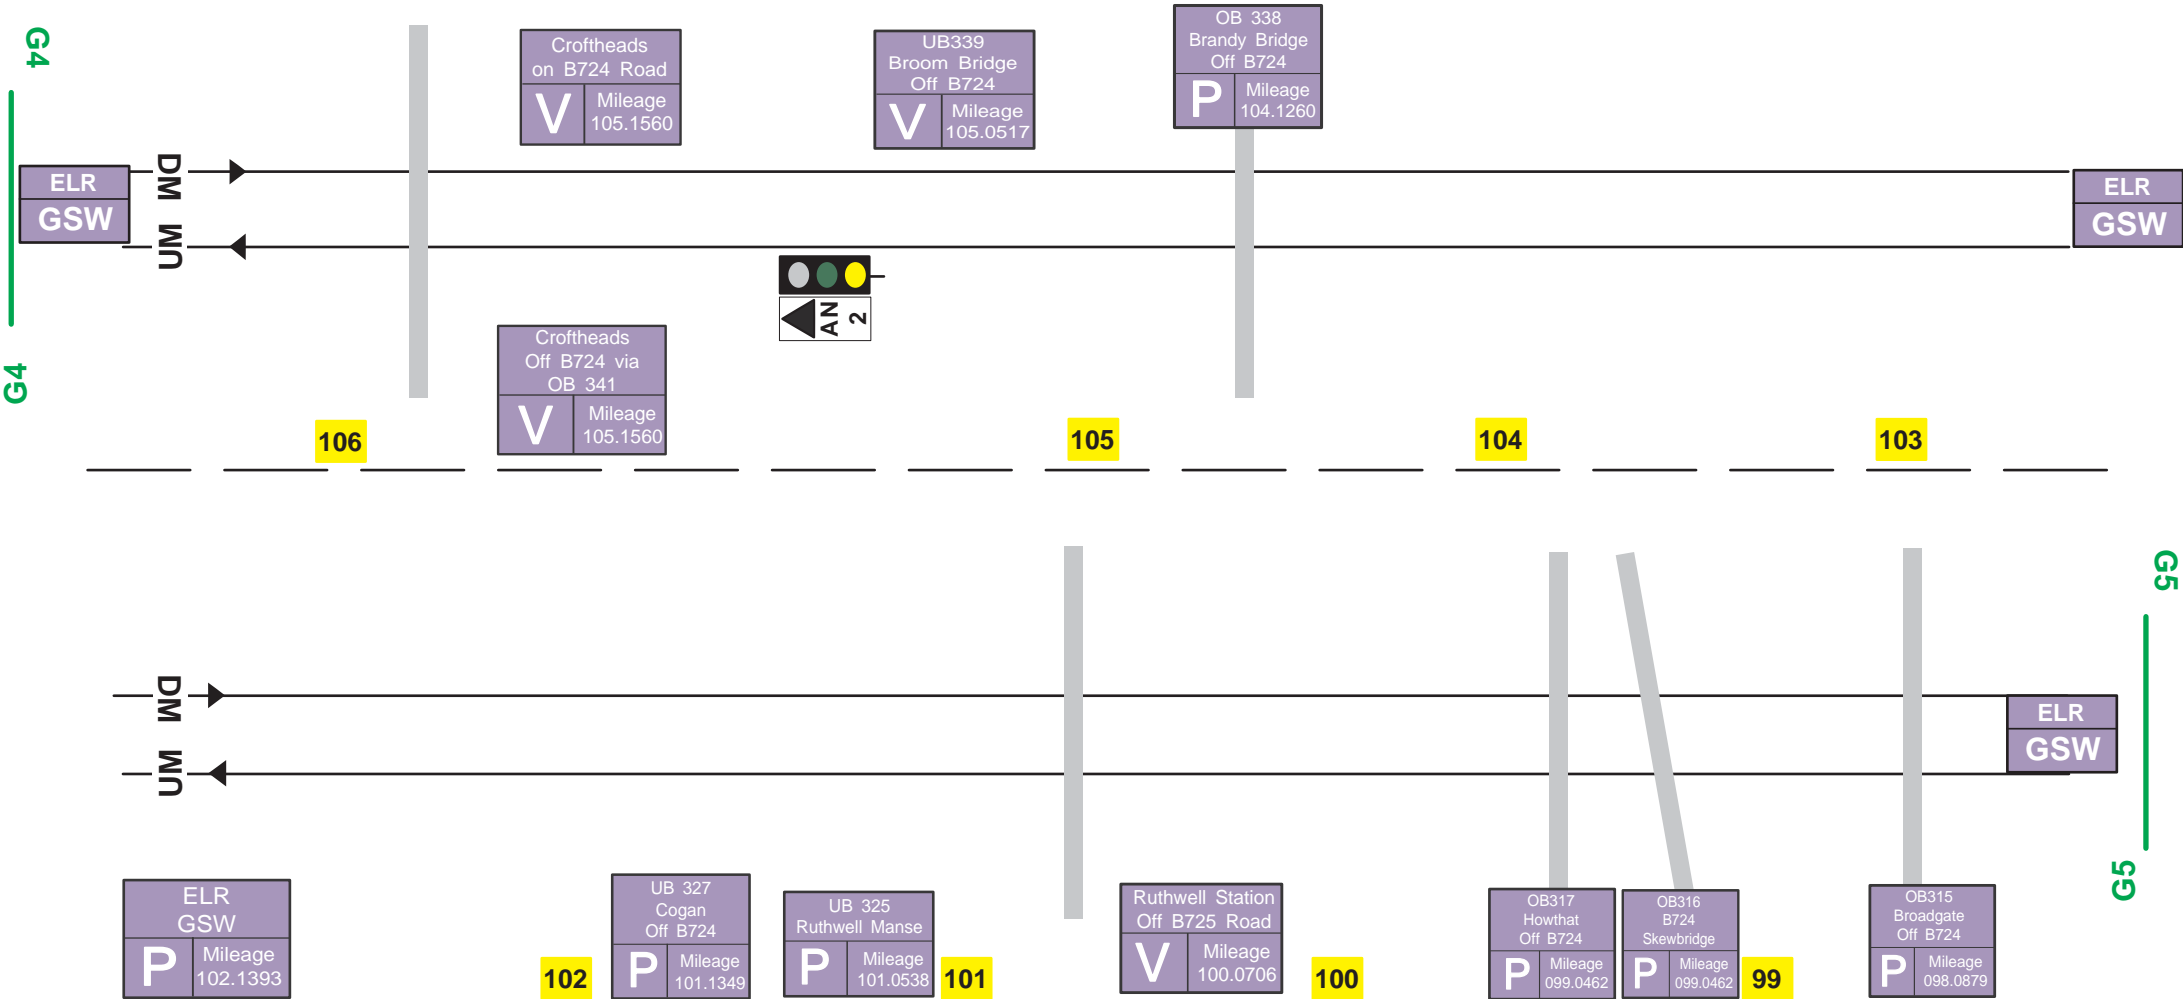 G4
Croftheads
on B724 Road
V
Mileage
105.1560
UB339
Broom Bridge
Off B724
V
Mileage
105.0517
OB 338
Brandy Bridge
Off B724
P
Mileage
104.1260
ELR
GSW
DM
UM
ELR
GSW
AN
2
G4
Croftheads
Off B724 via
OB 341
V
Mileage
105.1560
106
105
104
103
G5
DM
UM
ELR
GSW
G5
ELR
GSW
P
Mileage
102.1393
102
UB 327
Cogan
Off B724
P
Mileage
101.1349
UB 325
Ruthwell Manse
P
Mileage
101.0538
101
Ruthwell Station
Off B725 Road
V
Mileage
100.0706
100
OB317
Howthat
Off B724
P
Mileage
099.0462
OB316
B724
Skewbridge
P
Mileage
099.0462
99
OB315
Broadgate
Off B724
P
Mileage
098.0879